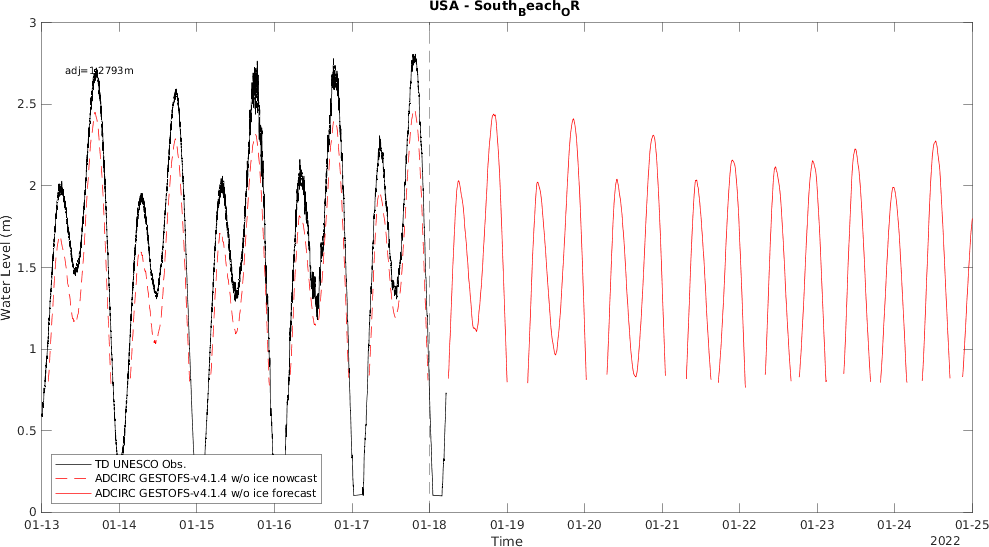 USA - South_Beach_OR
3
adj=1.2793m
2.5
2
1.5
1
0.5
0
Water Level (m)
TD UNESCO Obs.
ADCIRC GESTOFS-v4.1.4 w/o ice nowcast
ADCIRC GESTOFS-v4.1.4 w/o ice forecast
01-13 01-14 01-15 01-16 01-17 01-18 01-19 01-20 01-21 01-22 01-23 01-24 01-25
Time
2022